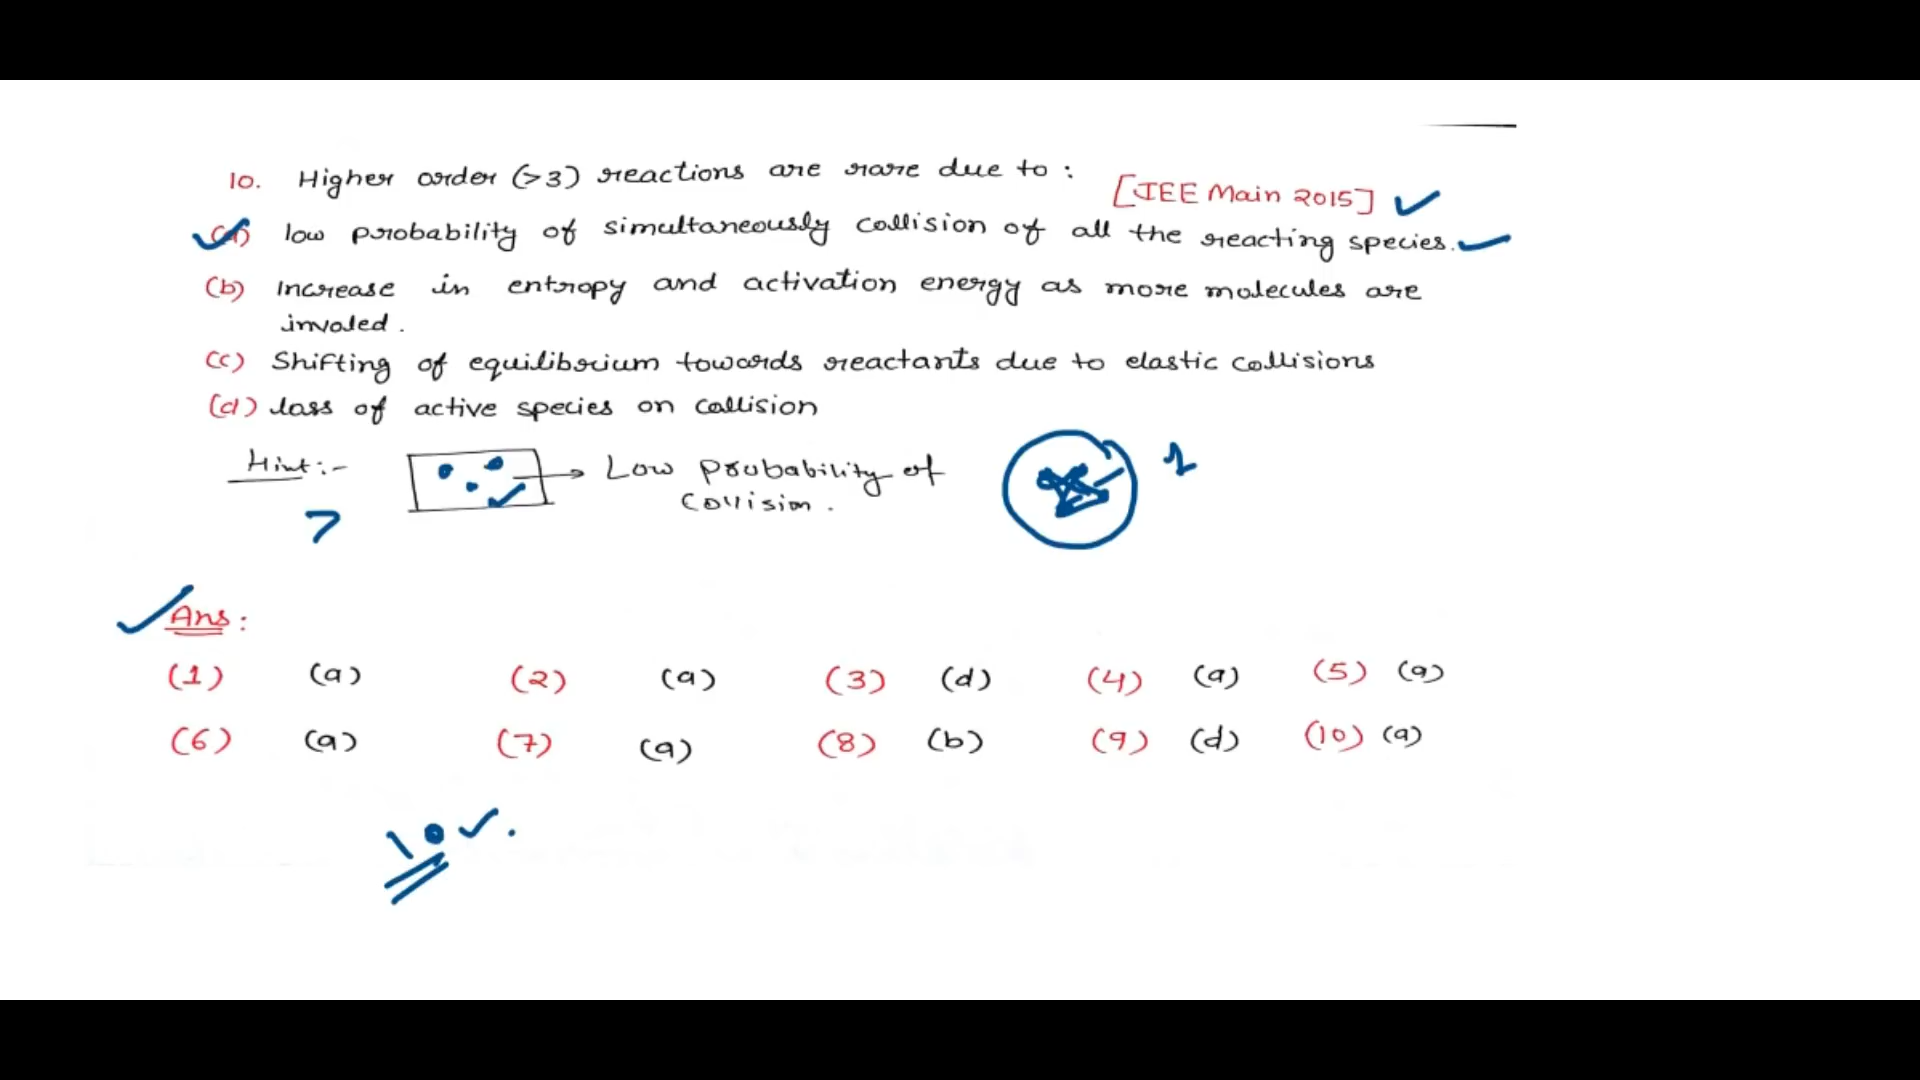 10. Higher order (>3) reactions are rare due to :
[JEE Main 2015]
(a) low probability of simultaneously collision of all the reacting species.
(b) increase in entropy and activation energy as more molecules are
involed.
(c) Shifting of equilibrium towards reactants due to elastic collisions
(d) loss of active species on collision
Hint:-
Low probability of
collision.
1
>
Ans:
(1) (a) (2) (a) (3) (d) (4) (a) (5) (a)
(6) (a) (7) (a) (8) (b) (9) (d) (10) (a)
10